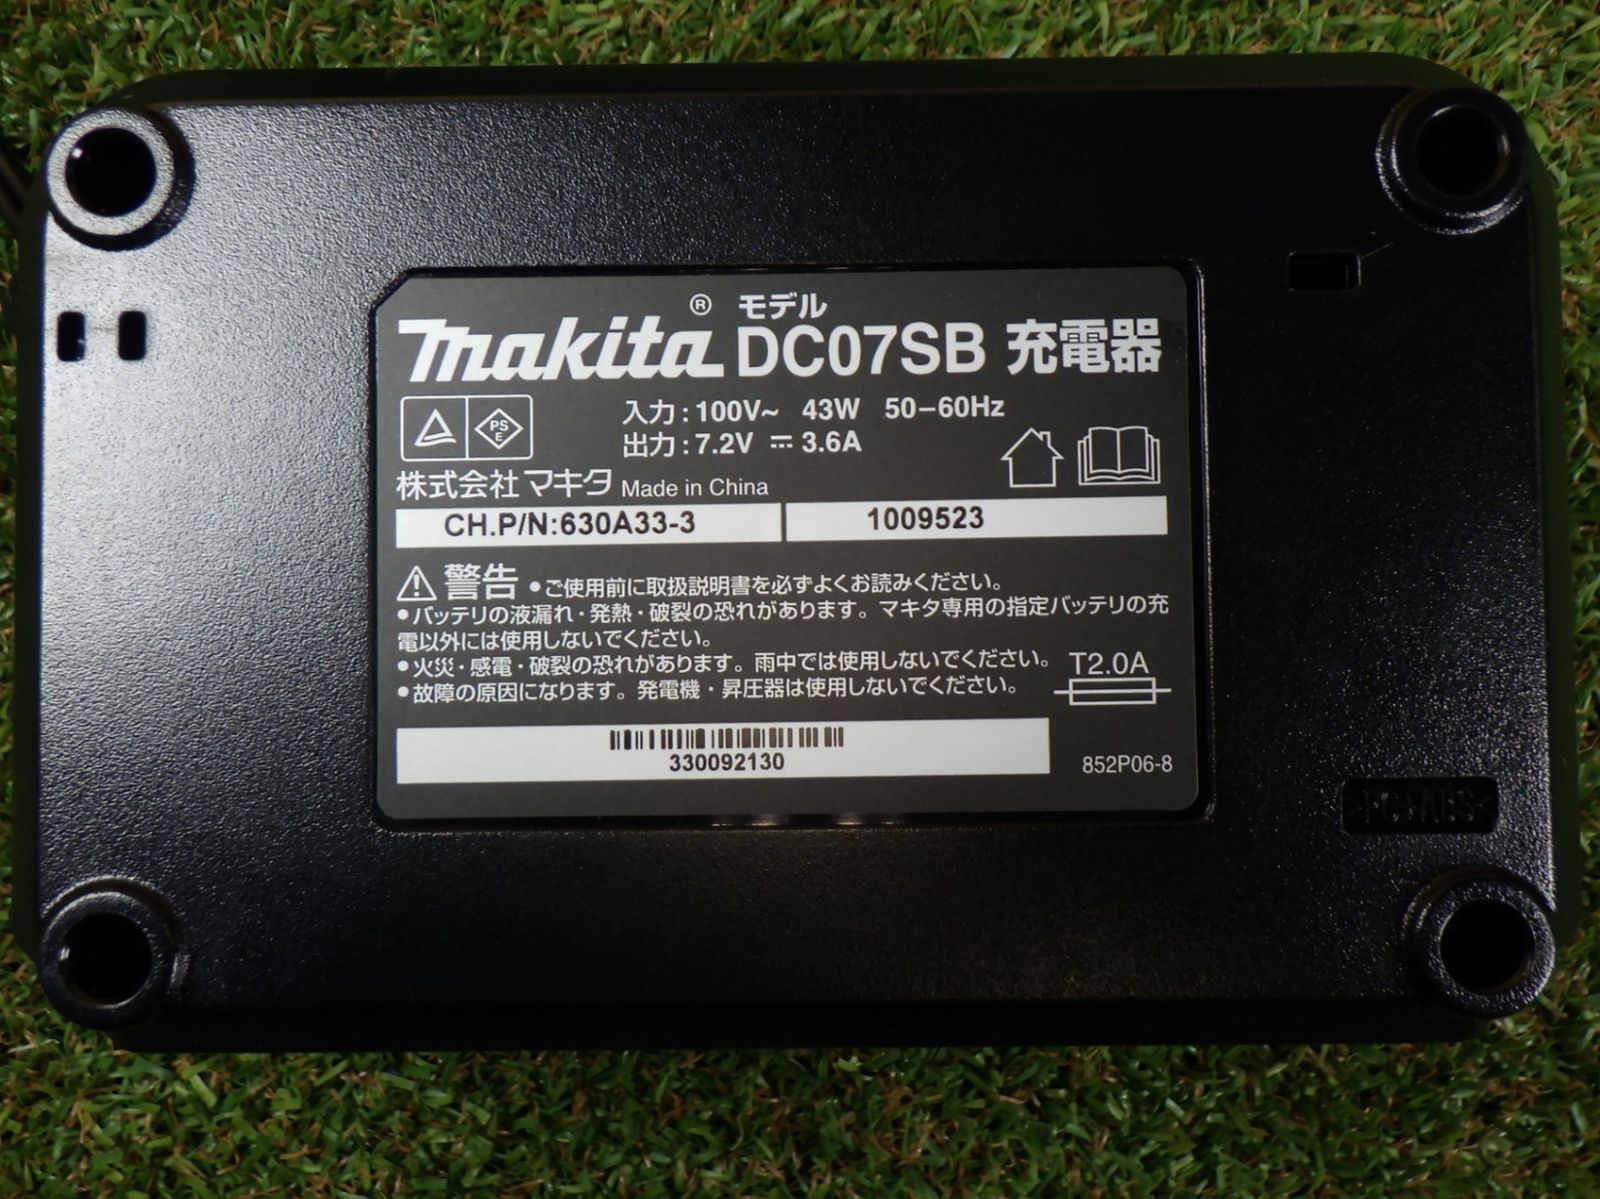 makita® モデル DC07SB 充電器
PS E
入力：100V~ 43W 50–60Hz
出力：7.2V ⎓ 3.6A
株式会社 マキタ Made in China
CH.P/N:630A33-3 1009523
⚠警告 ●ご使用前に取扱説明書を必ずよくお読みください。
●バッテリの液漏れ・発熱・破裂の恐れがあります。マキタ専用の指定バッテリの充
電以外には使用しないでください。
●火災・感電・破裂の恐れがあります。雨中では使用しないでください。
●故障の原因になります。発電機・昇圧器は使用しないでください。
T2.0A
330092130
852P06-8
>PC+ABS<